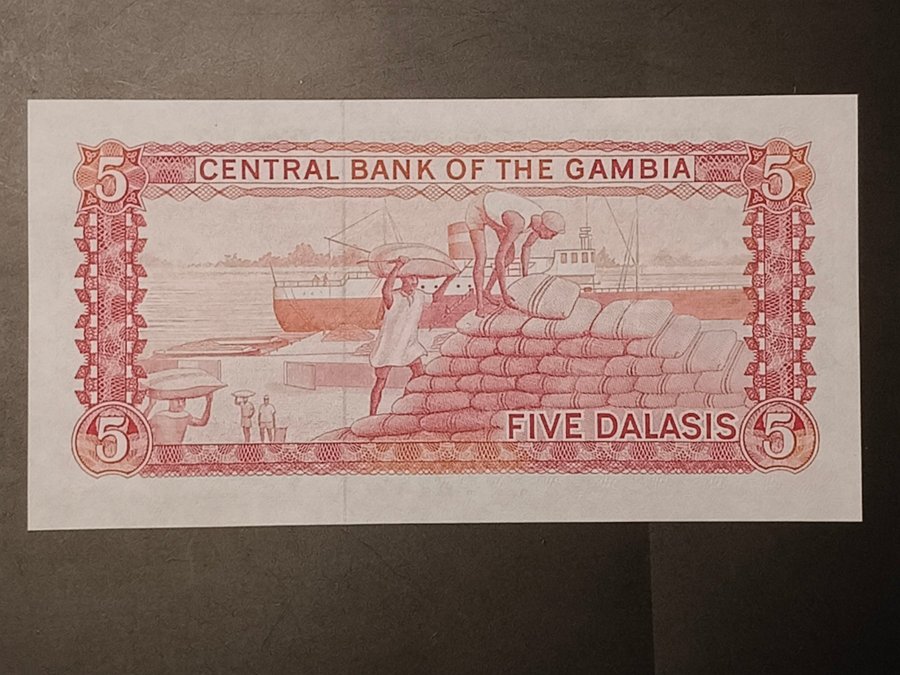 5 CENTRAL BANK OF THE GAMBIA 5
5 FIVE DALASIS 5